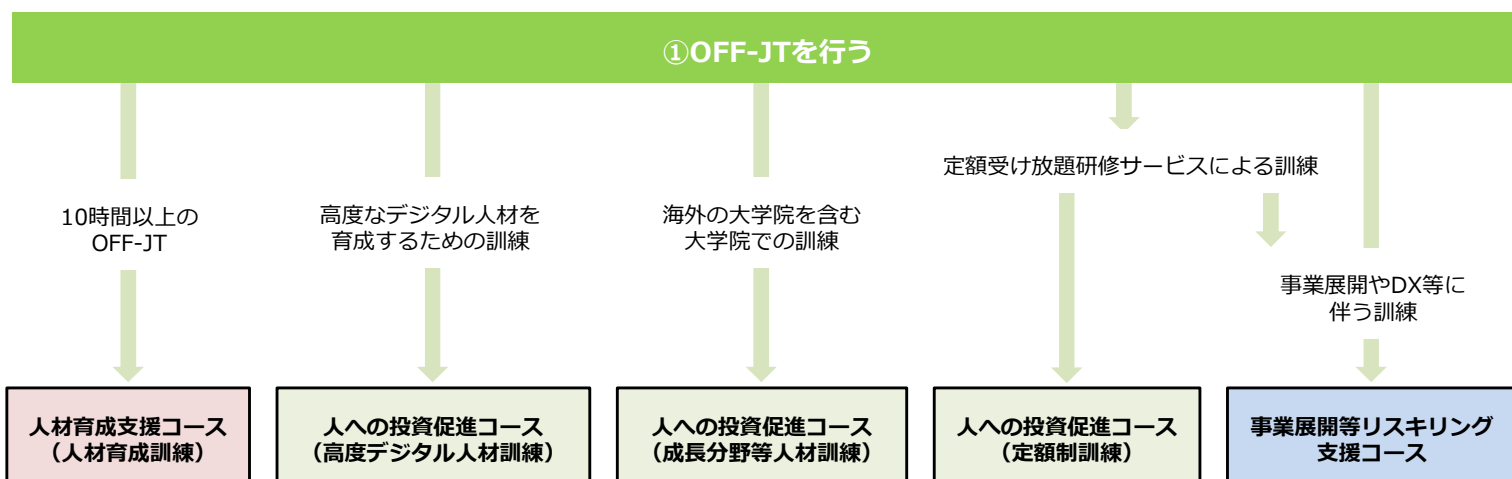 ①OFF-JTを行う
10時間以上の
OFF-JT
高度なデジタル人材を
育成するための訓練
海外の大学院を含む
大学院での訓練
定額受け放題研修サービスによる訓練
事業展開やDX等に
伴う訓練
人材育成支援コース
（人材育成訓練）
人への投資促進コース
（高度デジタル人材訓練）
人への投資促進コース
（成長分野等人材訓練）
人への投資促進コース
（定額制訓練）
事業展開等リスキリング
支援コース